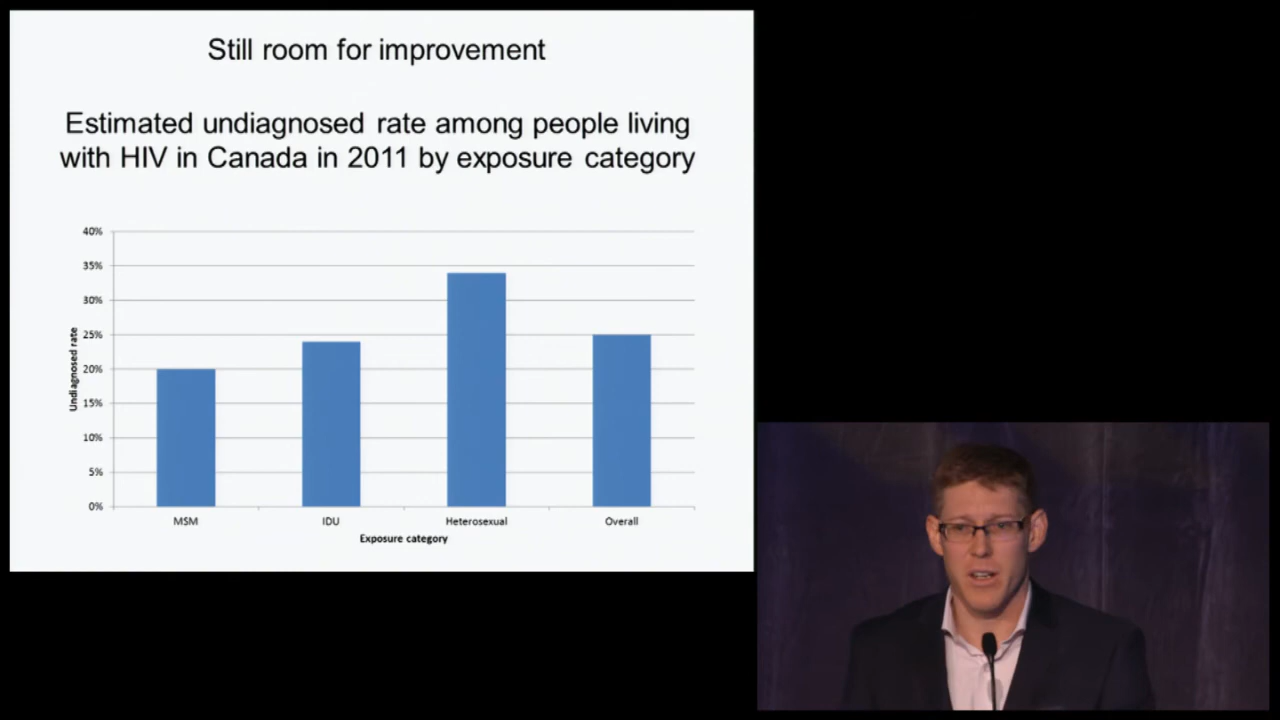 Still room for improvement
Estimated undiagnosed rate among people living
with HIV in Canada in 2011 by exposure category
40%
35%
30%
25%
20%
15%
10%
5%
0%
Undiagnosed rate
MSM
IDU
Heterosexual
Overall
Exposure category